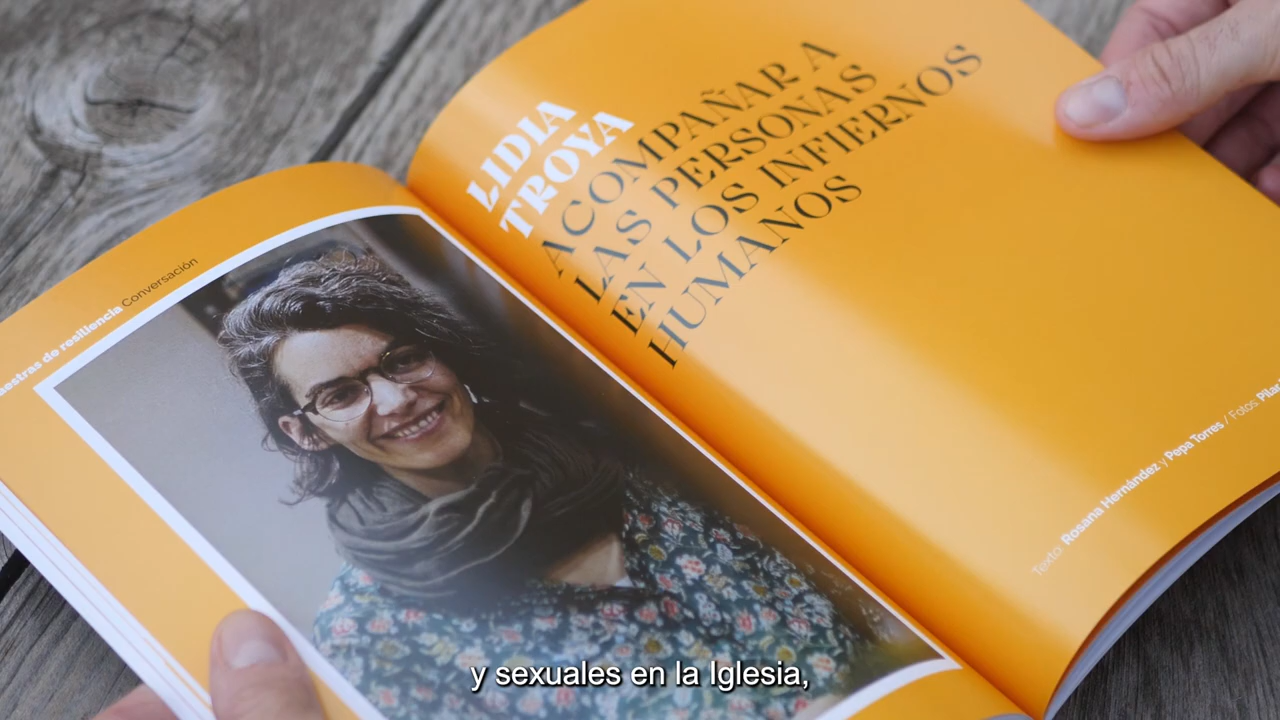 estras de resiliencia Conversación
LIDIA
TROYA
ACOMPAÑAR A
LAS PERSONAS
EN LOS INFIERNOS
HUMANOS
Texto: Rosana Hernández y Pepa Torres / Fotos: Pilar
y sexuales en la Iglesia,